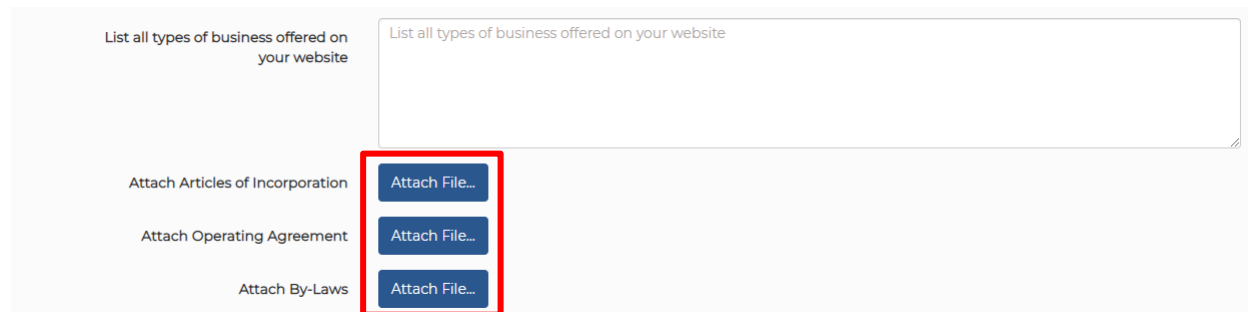 List all types of business offered on
your website
List all types of business offered on your website
Attach Articles of Incorporation
Attach File...
Attach Operating Agreement
Attach File...
Attach By-Laws
Attach File...